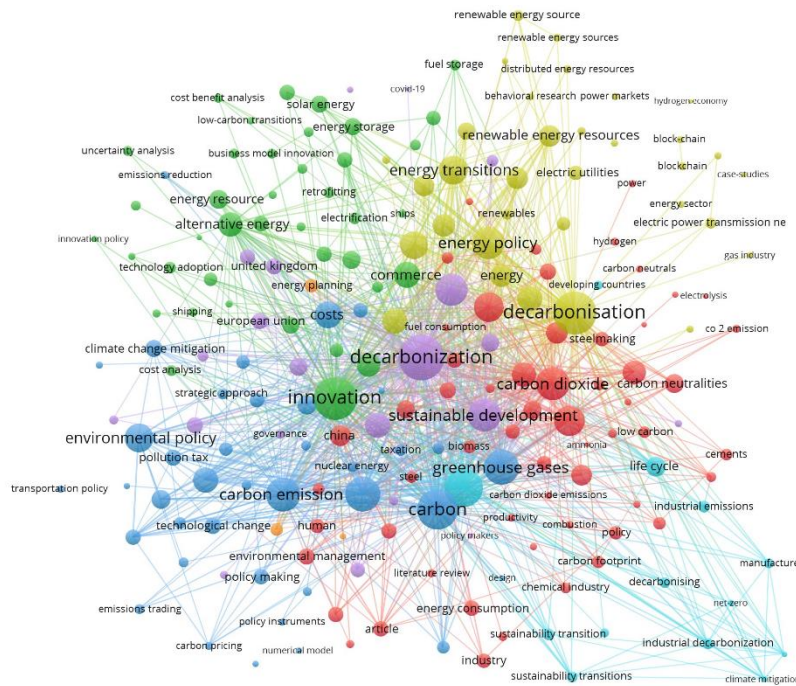 renewable energy source
renewable energy sources
fuel storage
distributed energy resources
covid-19
cost benefit analysis
solar energy
behavioral research
power markets
hydrogen economy
low-carbon transitions
energy storage
renewable energy resources
uncertainty analysis
business model innovation
block-chain
emissions reduction
energy transitions
electric utilities
blockchain
case-studies
energy resource
retrofitting
power
energy sector
alternative energy
electrification
ships
renewables
electric power transmission ne
innovation policy
energy policy
hydrogen
gas industry
technology adoption
united kingdom
commerce
energy
carbon neutrals
energy planning
developing countries
electrolysis
shipping
european union
costs
fuel consumption
decarbonisation
steelmaking
co 2 emission
climate change mitigation
decarbonization
cost analysis
carbon dioxide
carbon neutralities
strategic approach
innovation
sustainable development
environmental policy
governance
china
taxation
biomass
ammonia
low carbon
pollution tax
cements
nuclear energy
greenhouse gases
life cycle
transportation policy
carbon emission
steel
carbon dioxide emissions
industrial emissions
carbon
productivity
technological change
human
combustion
policy
policy makers
environmental management
carbon footprint
manufacture
policy making
literature review
design
chemical industry
decarbonising
emissions trading
energy consumption
net-zero
policy instruments
article
sustainability transition
industrial decarbonization
carbon pricing
numerical model
industry
sustainability transitions
climate mitigation